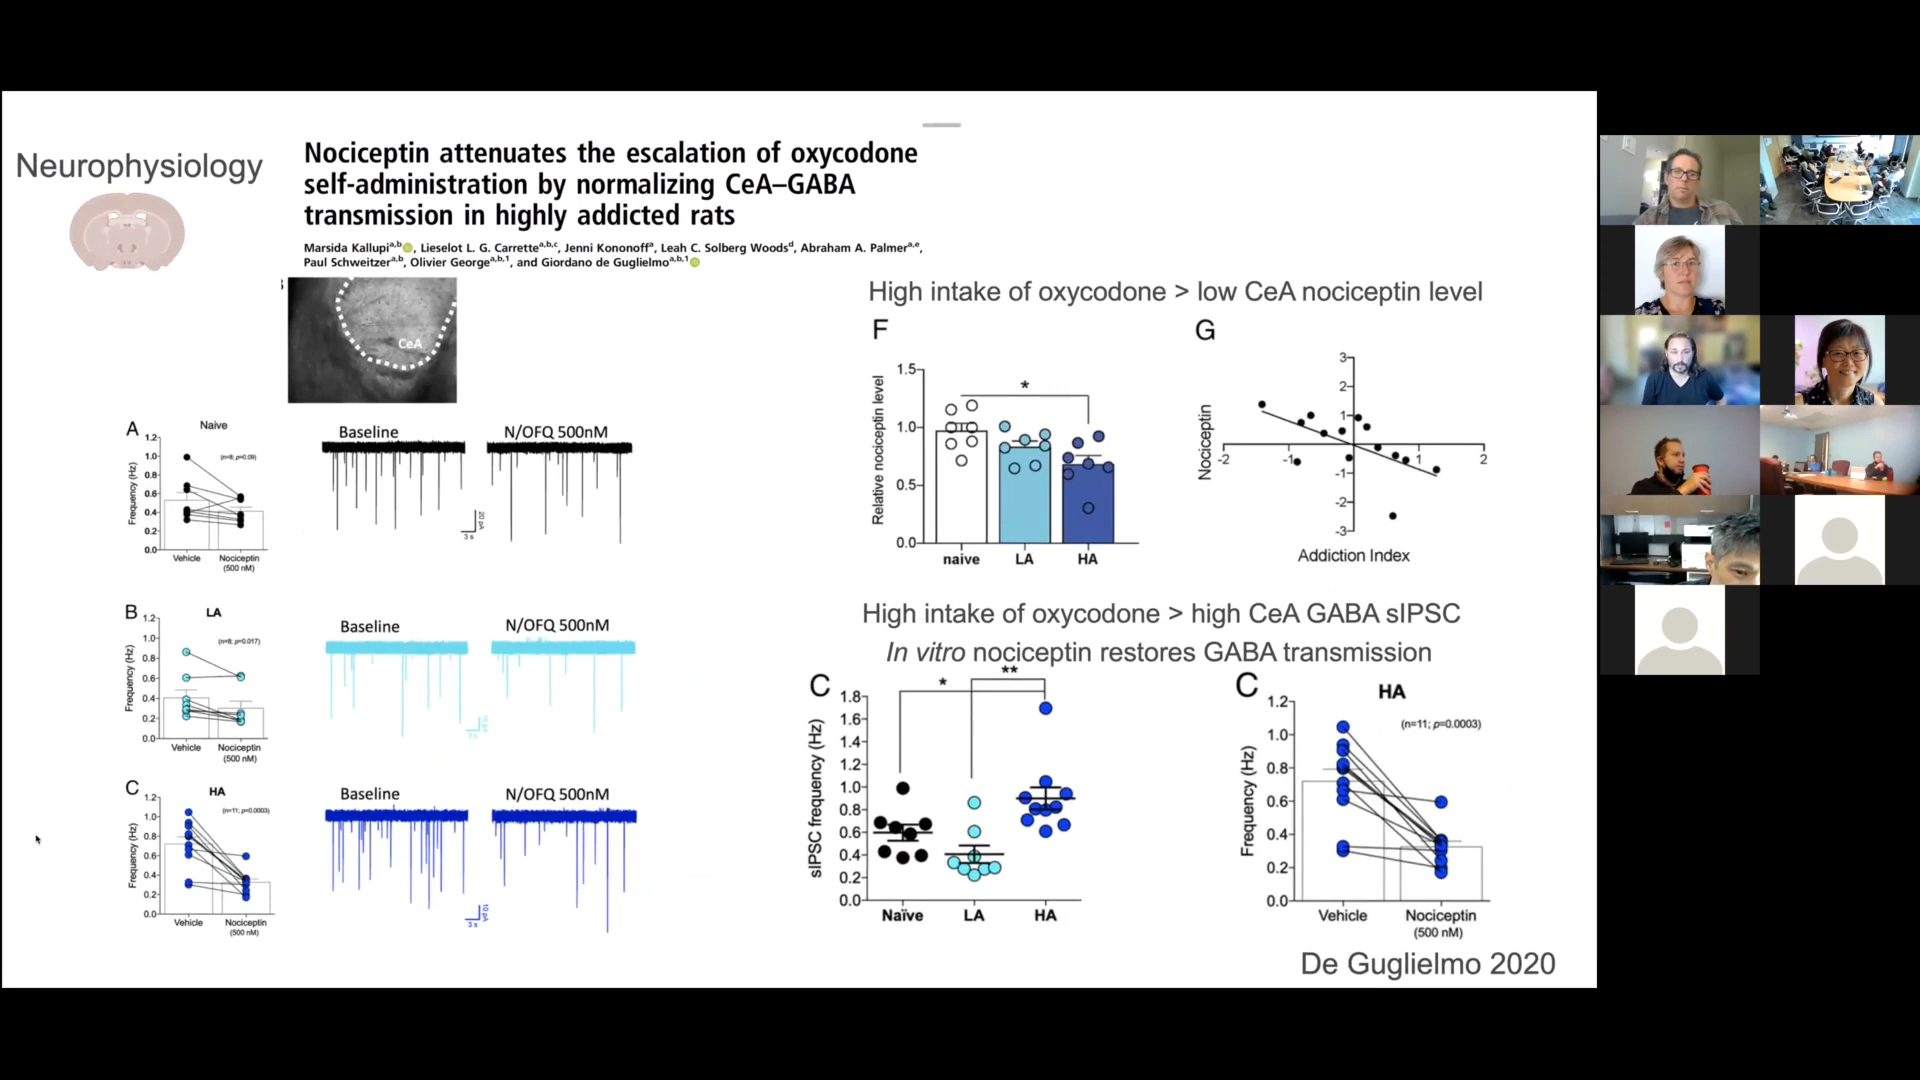 Neurophysiology
Nociceptin attenuates the escalation of oxycodone
self-administration by normalizing CeA–GABA
transmission in highly addicted rats
Marsida Kallupia,b, Lieselot L. G. Carrettea,b,c, Jenni Kononoffa, Leah C. Solberg Woodsd, Abraham A. Palmera,e,
Paul Schweitzera,b, Olivier Georgea,b,1, and Giordano de Guglielmoa,b,1
CeA
A
Naive
(n=8; p=0.09)
Frequency (Hz)
1.2
1.0
0.8
0.6
0.4
0.2
0.0
Vehicle
Nociceptin
(500 nM)
Baseline
N/OFQ 500nM
20 pA
3 s
B
LA
(n=8; p=0.017)
Frequency (Hz)
1.2
1.0
0.8
0.6
0.4
0.2
0.0
Vehicle
Nociceptin
(500 nM)
Baseline
N/OFQ 500nM
C
HA
(n=11; p=0.0003)
Frequency (Hz)
1.2
1.0
0.8
0.6
0.4
0.2
0.0
Vehicle
Nociceptin
(500 nM)
Baseline
N/OFQ 500nM
10 pA
3 s
High intake of oxycodone > low CeA nociceptin level
F
Relative nociceptin level
1.5
1.0
0.5
0.0
*
naive
LA
HA
G
Nociceptin
3
2
1
-1
-2
-3
-2
-1
1
2
Addiction Index
High intake of oxycodone > high CeA GABA sIPSC
In vitro nociceptin restores GABA transmission
C
sIPSC frequency (Hz)
1.8
1.6
1.4
1.2
1.0
0.8
0.6
0.4
0.2
0.0
*
**
Naïve
LA
HA
C
HA
(n=11; p=0.0003)
Frequency (Hz)
1.2
1.0
0.8
0.6
0.4
0.2
0.0
Vehicle
Nociceptin
(500 nM)
De Guglielmo 2020